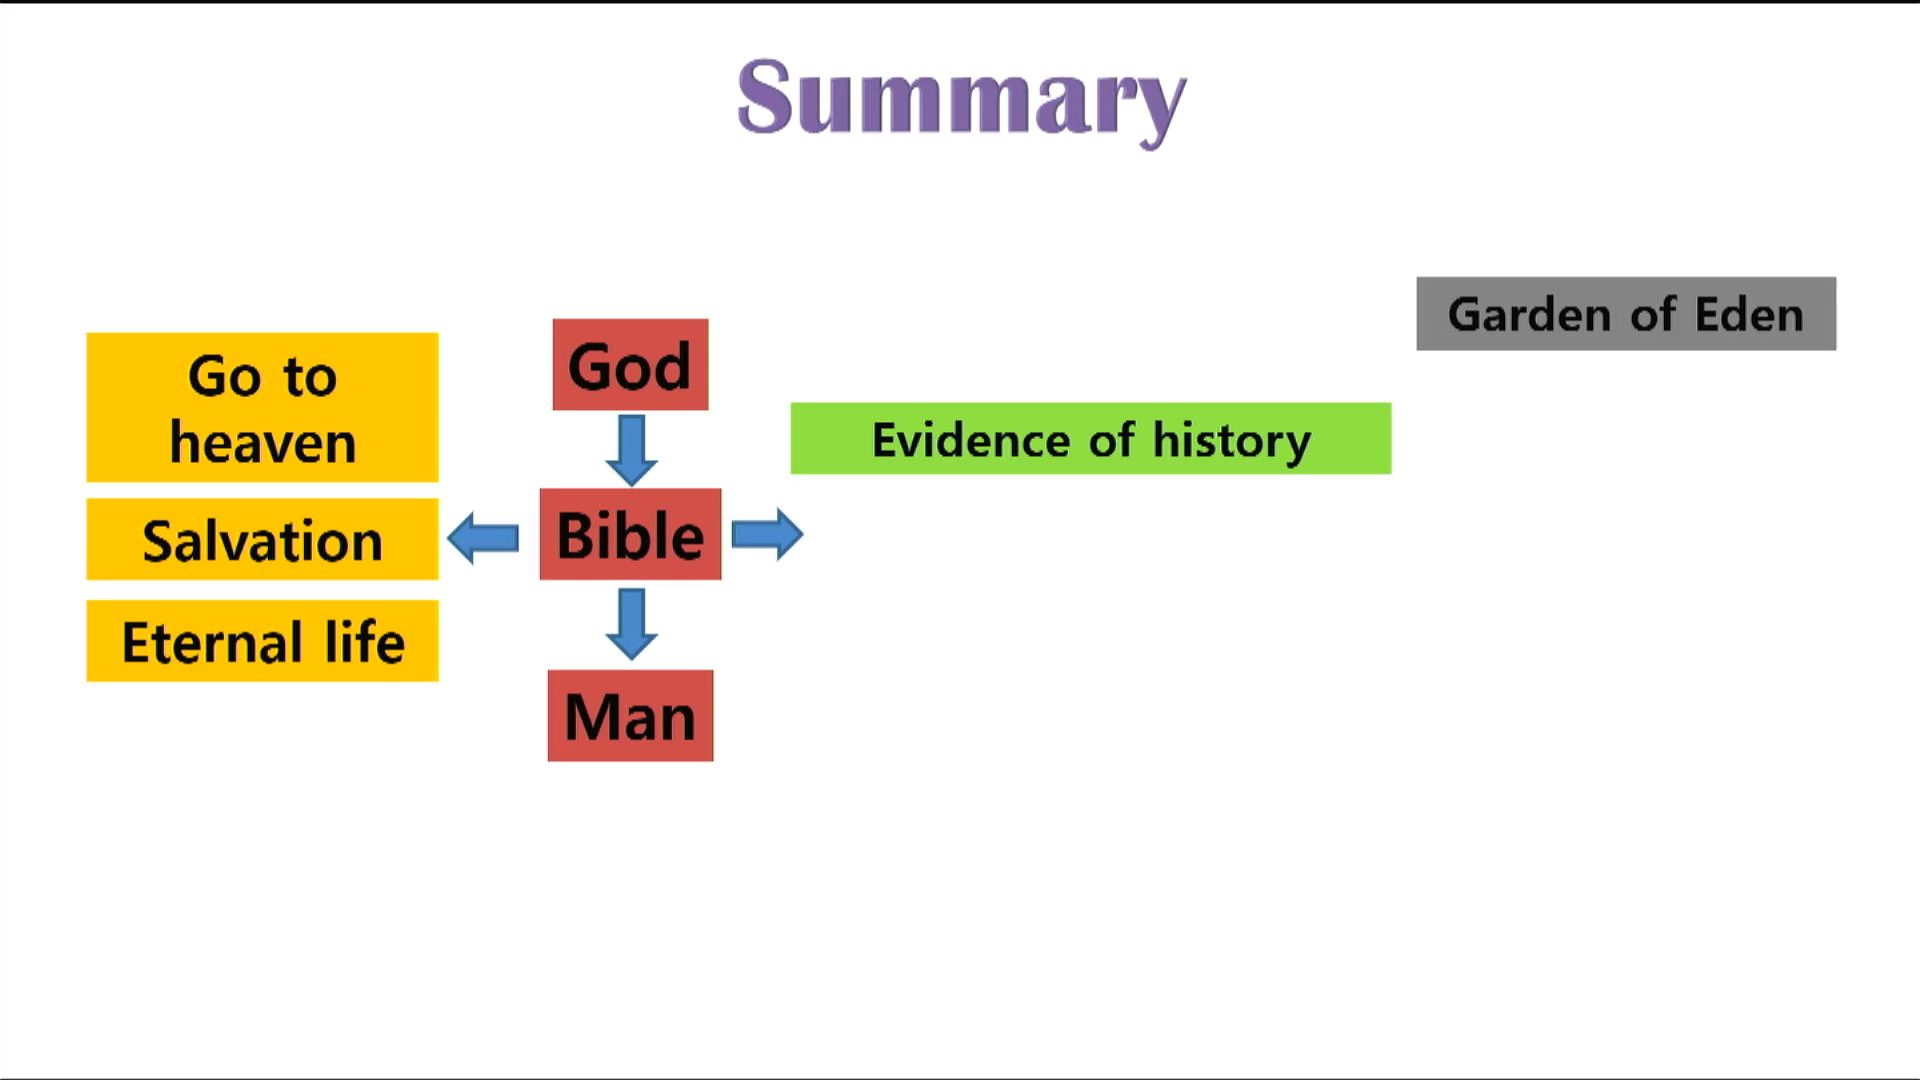 Summary
Garden of Eden
Go to
heaven
God
Evidence of history
Salvation
Bible
Eternal life
Man